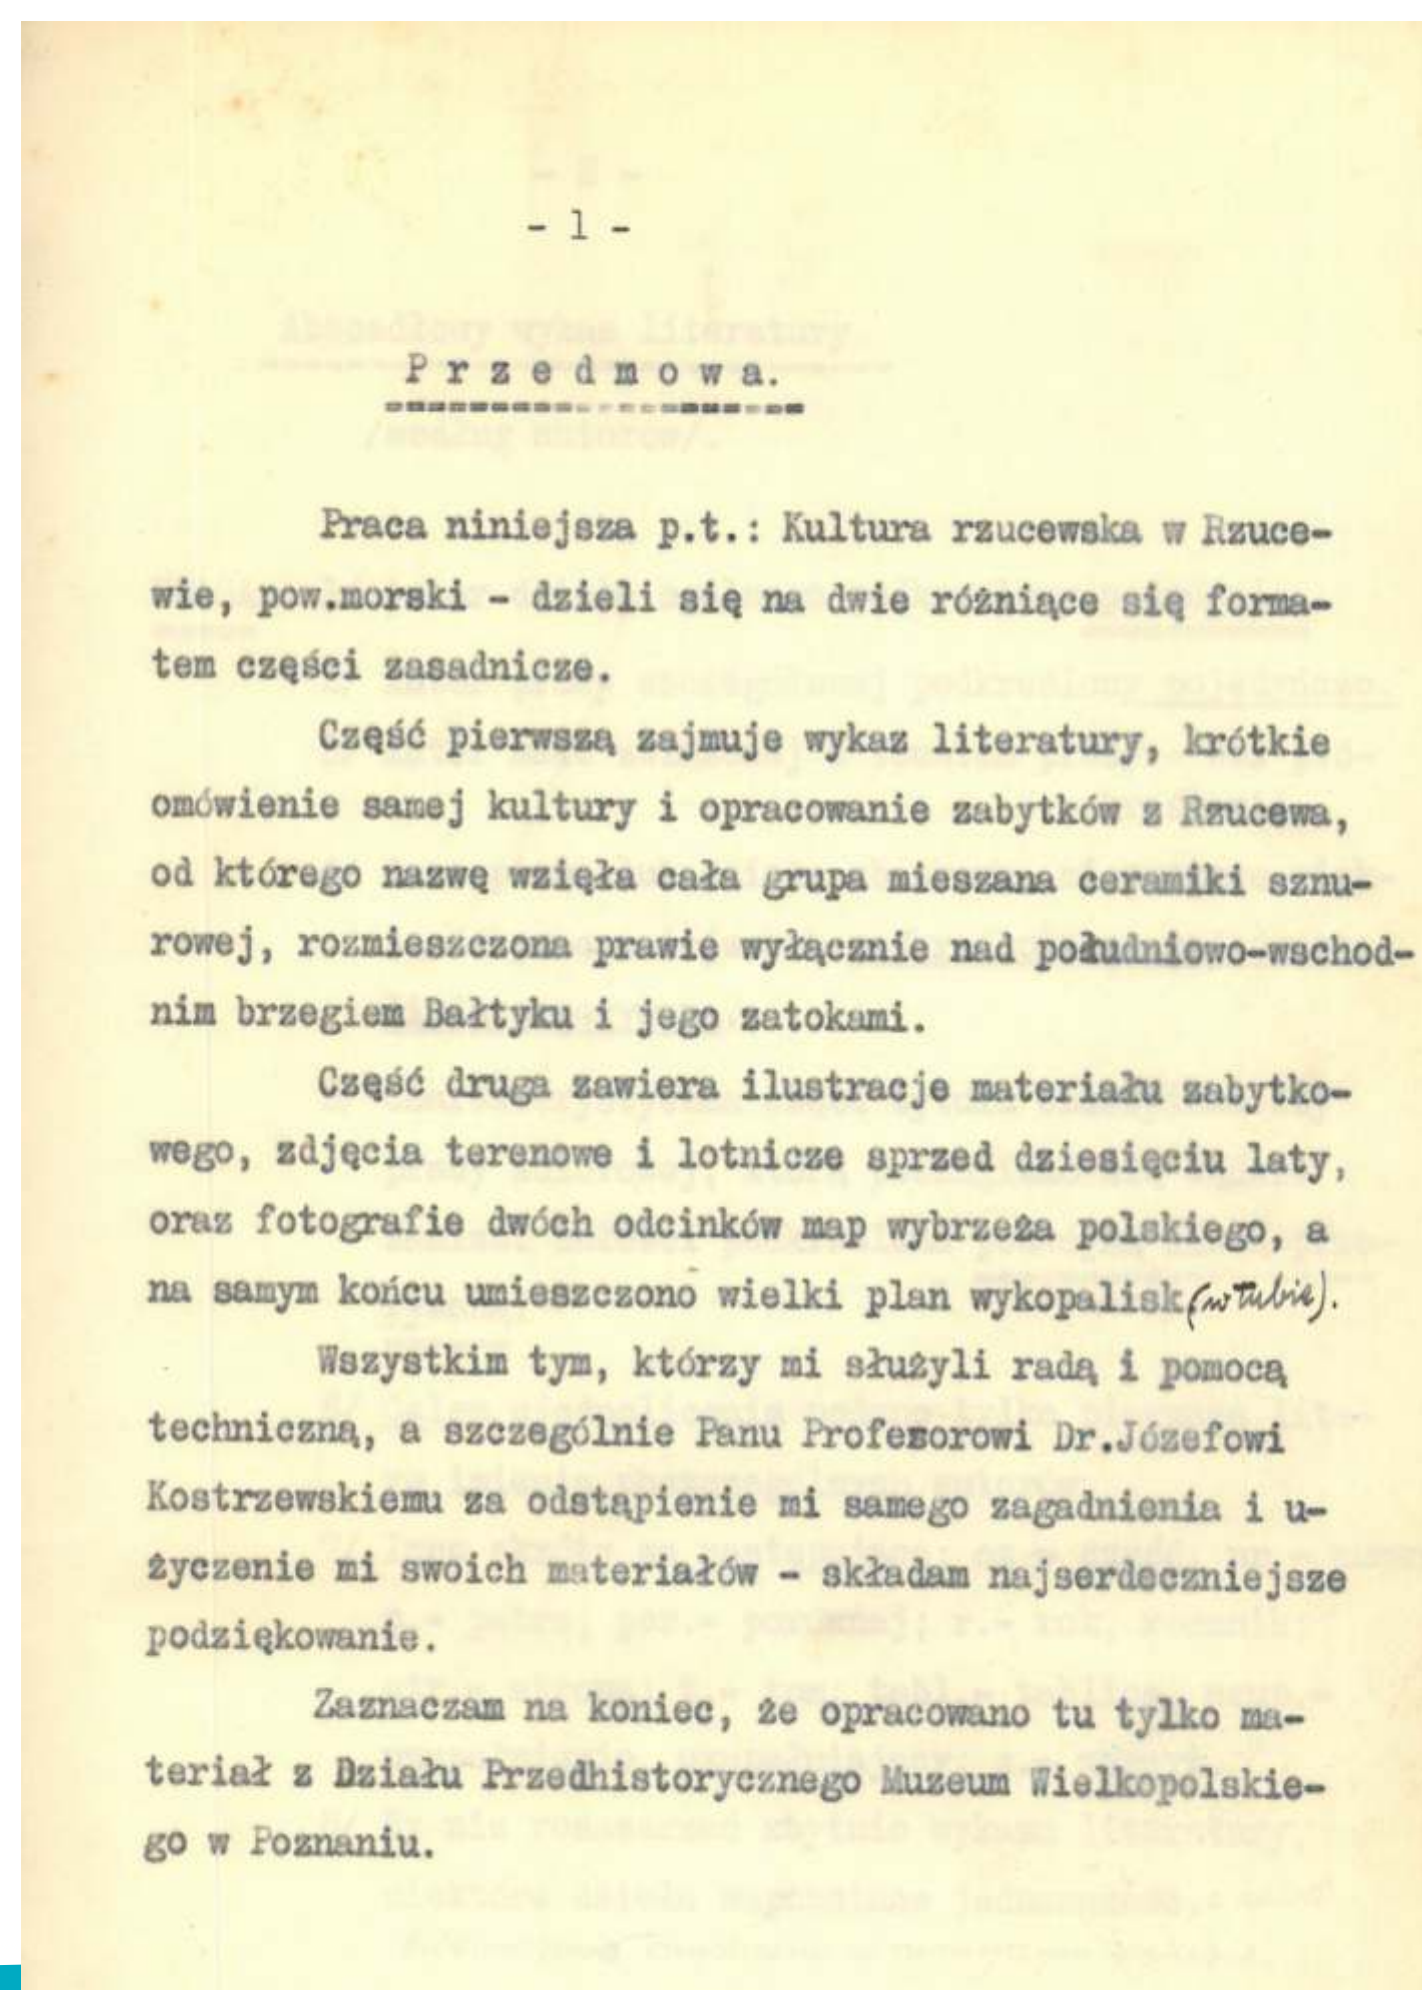 - 1 -
Przedmowa.
Praca niniejsza p.t.: Kultura rzucewska w Rzuce-
wie, pow.morski - dzieli się na dwie różniące się forma-
tem części zasadnicze.
Część pierwszą zajmuje wykaz literatury, krótkie
omówienie samej kultury i opracowanie zabytków z Rzucewa,
od którego nazwę wzięła cała grupa mieszana ceramiki sznu-
rowej, rozmieszczona prawie wyłącznie nad południowo-wschod-
nim brzegiem Bałtyku i jego zatokami.
Część druga zawiera ilustracje materiału zabytko-
wego, zdjęcia terenowe i lotnicze sprzed dziesięciu laty,
oraz fotografie dwóch odcinków map wybrzeża polskiego, a
na samym końcu umieszczono wielki plan wykopalisk (w tubie).
Wszystkim tym, którzy mi służyli radą i pomocą
techniczną, a szczególnie Panu Profesorowi Dr.Józefowi
Kostrzewskiemu za odstąpienie mi samego zagadnienia i u-
życzenie mi swoich materiałów - składam najserdeczniejsze
podziękowanie.
Zaznaczam na koniec, że opracowano tu tylko ma-
teriał z Działu Przedhistorycznego Muzeum Wielkopolskie-
go w Poznaniu.